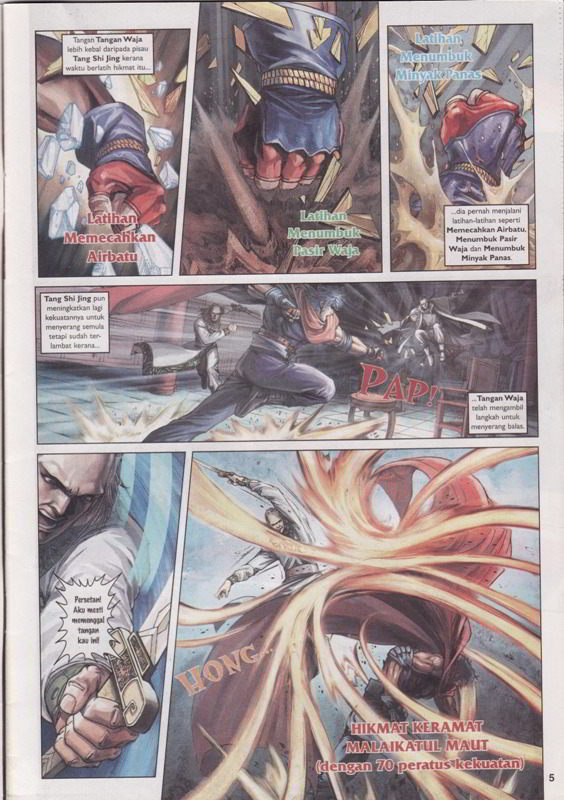 Tangan Tangan Waja
lebih kebal daripada pisau
Tang Shi Jing kerana
waktu berlatih hikmat itu...
Latihan
Memecahkan
Airbatu
Latihan
Menumbuk
Pasir Waja
Latihan
Menumbuk
Minyak Panas
...dia pernah menjalani
latihan-latihan seperti
Memecahkan Airbatu,
Menumbuk Pasir
Waja dan Menumbuk
Minyak Panas.
Tang Shi Jing pun
meningkatkan lagi
kekuatannya untuk
menyerang semula
tetapi sudah ter-
lambat kerana...
PAP!
...Tangan Waja
telah mengambil
langkah untuk
menyerang balas.
Persetan!
Aku mesti
memenggal
tangan
kau ini!
HONG...
HIKMAT KERAMAT
MALAIKATUL MAUT
(dengan 70 peratus kekuatan)
5